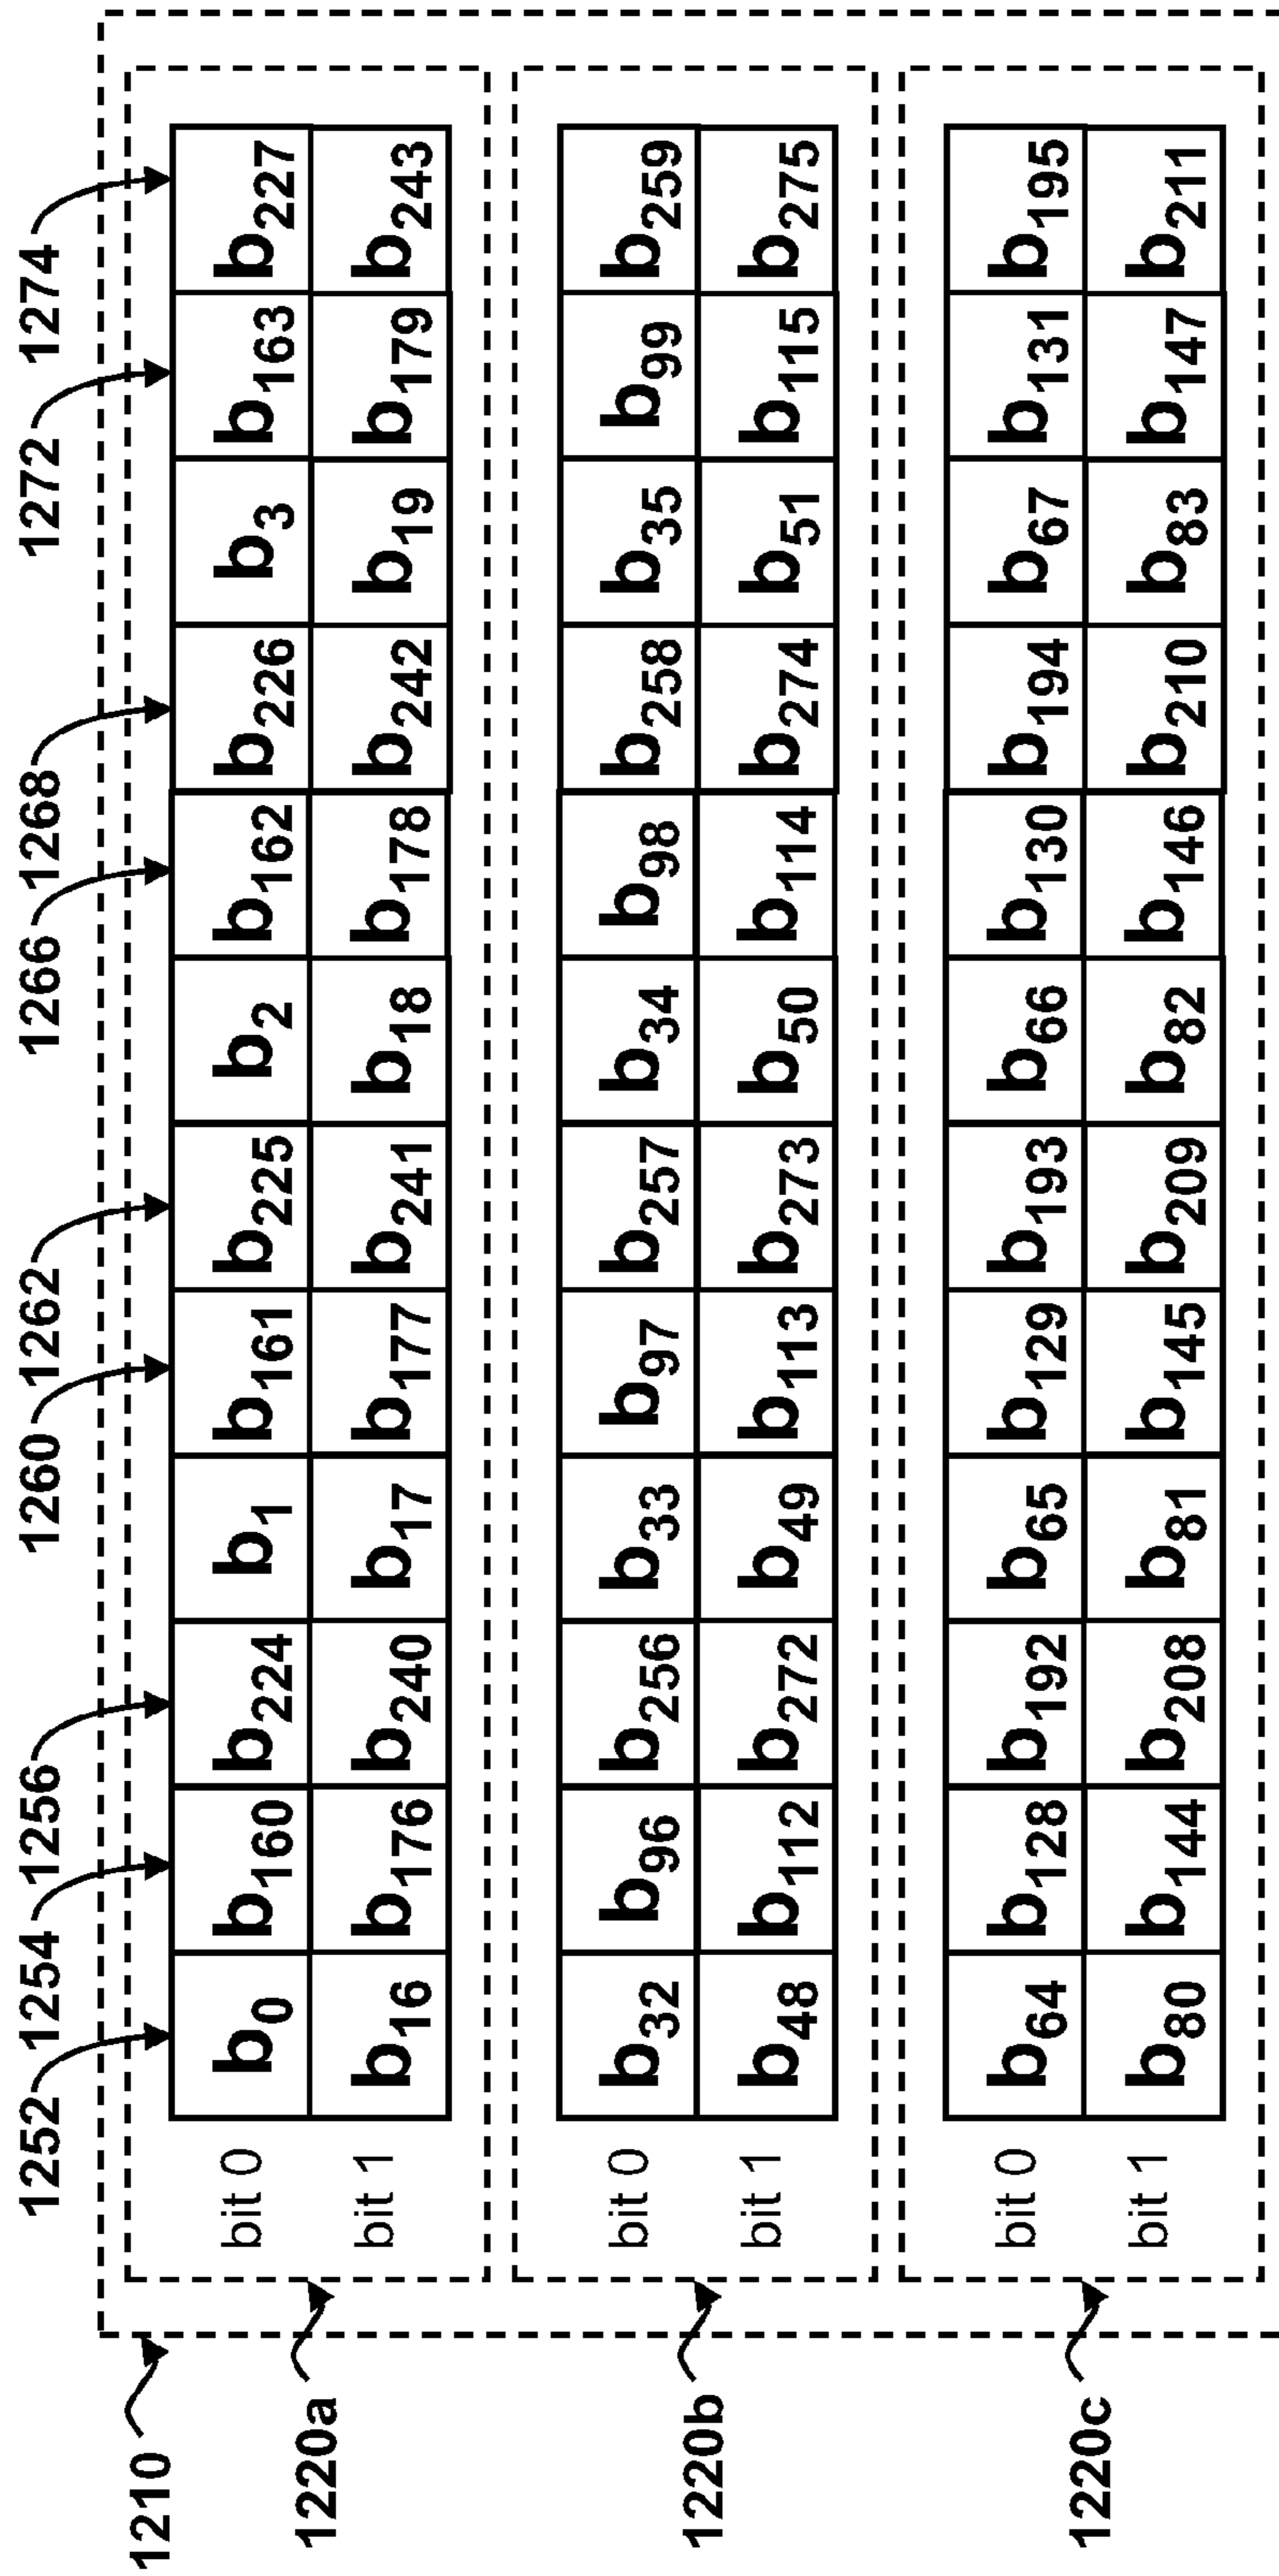 1252 1254 1256 1260 1262 1266 1268 1272 1274
1210
1220a
bit 0 b0 b160 b224 b1 b161 b225 b2 b162 b226 b3 b163 b227
bit 1 b16 b176 b240 b17 b177 b241 b18 b178 b242 b19 b179 b243
1220b
bit 0 b32 b96 b256 b33 b97 b257 b34 b98 b258 b35 b99 b259
bit 1 b48 b112 b272 b49 b113 b273 b50 b114 b274 b51 b115 b275
1220c
bit 0 b64 b128 b192 b65 b129 b193 b66 b130 b194 b67 b131 b195
bit 1 b80 b144 b208 b81 b145 b209 b82 b146 b210 b83 b147 b211